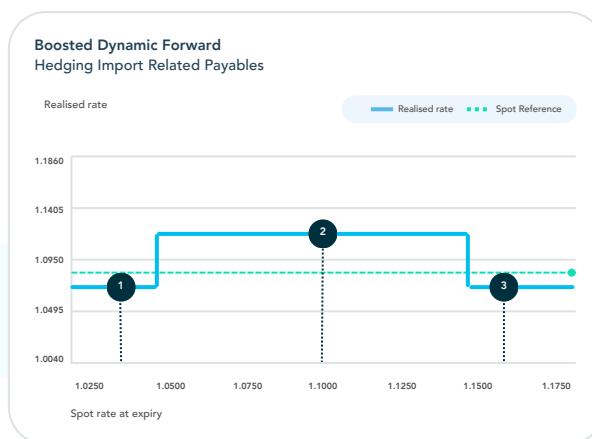 Boosted Dynamic Forward
Hedging Import Related Payables
Realised rate
Realised rate Spot Reference
1.1860
1.1405
1.0950
1.0495
1.0040
1
2
3
1.0250 1.0500 1.0750 1.1000 1.1250 1.1500 1.1750
Spot rate at expiry